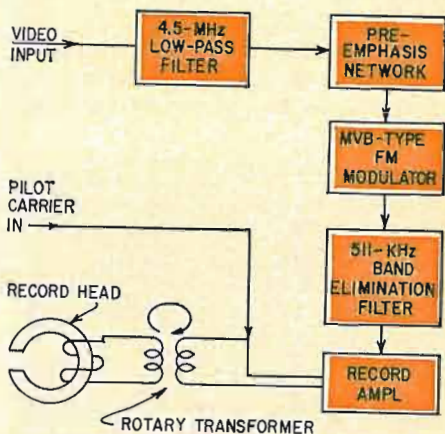 VIDEO
INPUT
4.5-MHz
LOW-PASS
FILTER
PRE-
EMPHASIS
NETWORK
MVB-TYPE
FM
MODULATOR
PILOT
CARRIER
IN
511-KHz
BAND
ELIMINATION
FILTER
RECORD HEAD
RECORD
AMPL
ROTARY TRANSFORMER